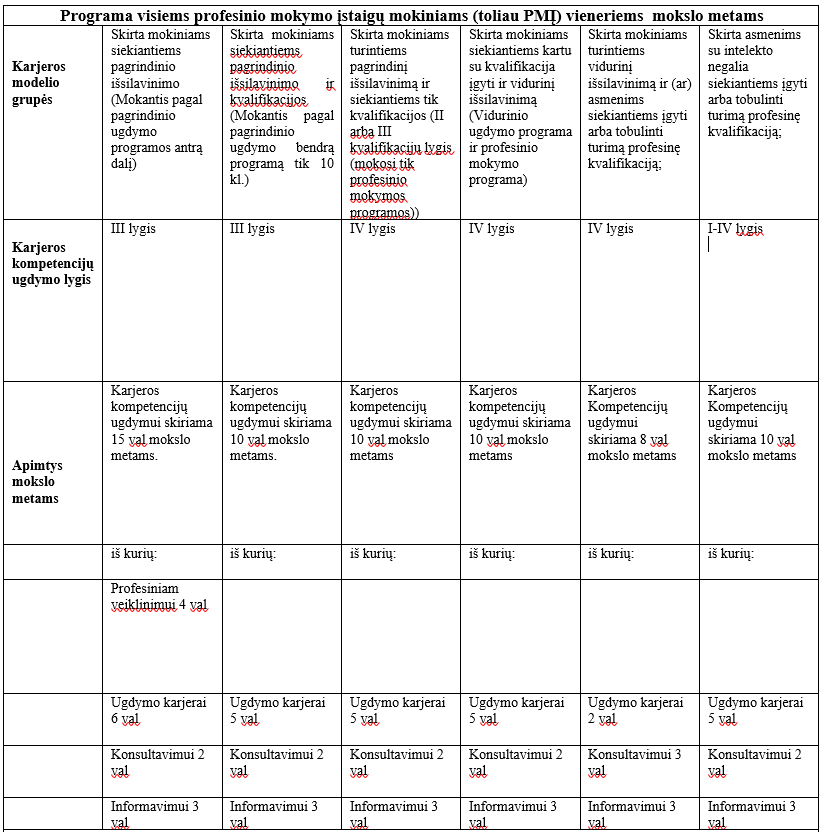 Programa visiems profesinio mokymo įstaigų mokiniams (toliau PMĮ) vieneriems mokslo metams
Karjeros
modelio
grupės
Skirta mokiniams
siekiantiems
pagrindinio
išsilavinimo
(Mokantis pagal
pagrindinio
ugdymo
programos antrą
dalį)
Skirta mokiniams
siekiantiems
pagrindinio
išsilavinimo ir
kvalifikacijos
(Mokantis pagal
pagrindinio
ugdymo bendrą
programą tik 10
kl.)
Skirta mokiniams
turintiems
pagrindinį
išsilavinimą ir
siekiantiems tik
kvalifikacijos (II
arba III
kvalifikacijų lygis
(mokosi tik
profesinio
mokymos
programos))
Skirta mokiniams
siekiantiems kartu
su kvalifikacija
įgyti ir vidurinį
išsilavinimą
(Vidurinio
ugdymo programa
ir profesinio
mokymo
programa)
Skirta mokiniams
turintiems
vidurinį
išsilavinimą ir (ar)
asmenims
siekiantiems įgyti
arba tobulinti
turimą profesinę
kvalifikaciją;
Skirta asmenims
su intelekto
negalia
siekiantiems įgyti
arba tobulinti
turimą profesinę
kvalifikaciją;
Karjeros
kompetencijų
ugdymo lygis
III lygis
III lygis
IV lygis
IV lygis
IV lygis
I-IV lygis
Apimtys
mokslo
metams
Karjeros
kompetencijų
ugdymui skiriama
15 val mokslo
metams.
Karjeros
kompetencijų
ugdymui skiriama
10 val mokslo
metams.
Karjeros
kompetencijų
ugdymui skiriama
10 val mokslo
metams
Karjeros
kompetencijų
ugdymui skiriama
10 val mokslo
metams
Karjeros
Kompetencijų
ugdymui
skiriama 8 val
mokslo metams
Karjeros
Kompetencijų
ugdymui
skiriama 10 val
mokslo metams
iš kurių:
iš kurių:
iš kurių:
iš kurių:
iš kurių:
iš kurių:
Profesiniam
veiklinimui 4 val
Ugdymo karjerai
6 val
Ugdymo karjerai
5 val
Ugdymo karjerai
5 val
Ugdymo karjerai
5 val
Ugdymo karjerai
2 val
Ugdymo karjerai
5 val
Konsultavimui 2
val
Konsultavimui 2
val
Konsultavimui 2
val
Konsultavimui 2
val
Konsultavimui 3
val
Konsultavimui 2
val
Informavimui 3
val
Informavimui 3
val
Informavimui 3
val
Informavimui 3
val
Informavimui 3
val
Informavimui 3
val